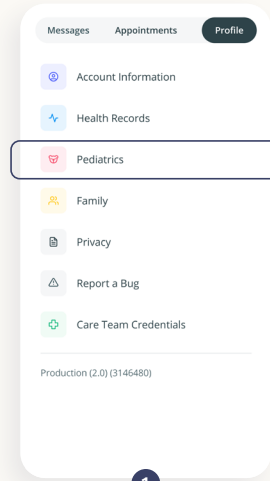 Messages Appointments Profile
Account Information
Health Records
Pediatrics
Family
Privacy
Report a Bug
Care Team Credentials
Production (2.0) (3146480)